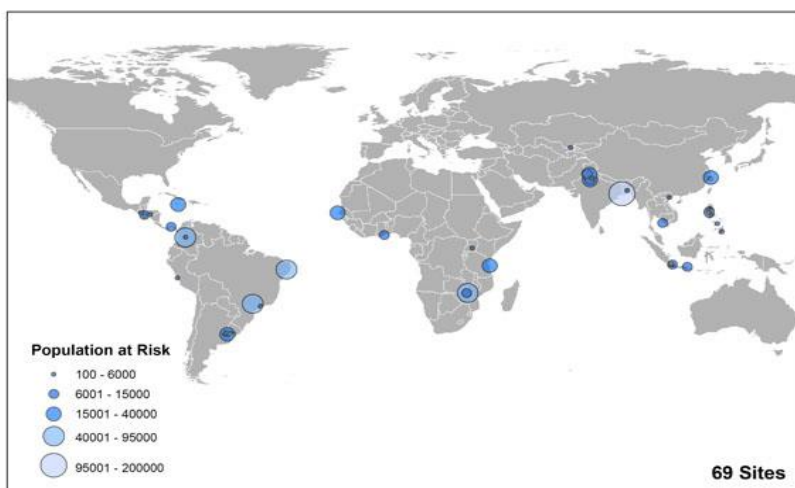 Population at Risk
100 - 6000
6001 - 15000
15001 - 40000
40001 - 95000
95001 - 200000
69 Sites